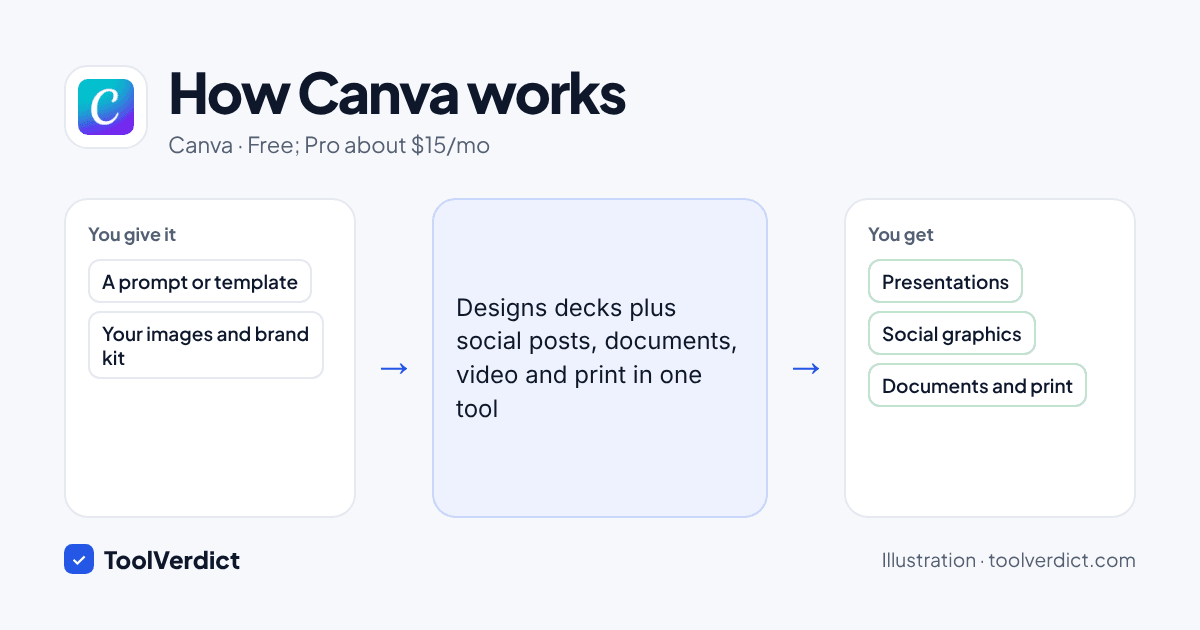 How Canva works
Canva · Free; Pro about $15/mo
You give it
A prompt or template
Your images and brand
kit
→
Designs decks plus
social posts, documents,
video and print in one
tool
→
You get
Presentations
Social graphics
Documents and print
ToolVerdict
Illustration · toolverdict.com